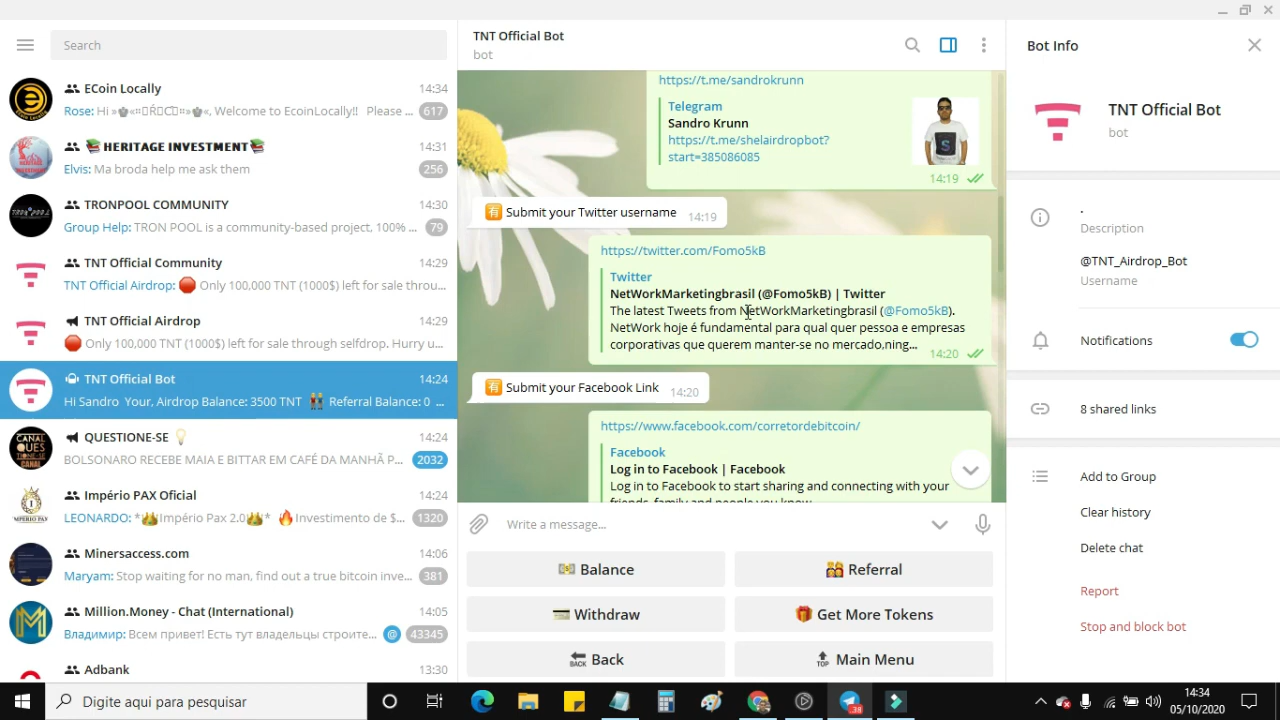 Search
ECoin Locally
14:34
Rose: Hi »
Welcome to EcoinLocally!! Please ...
617
HERITAGE INVESTMENT
14:31
Elvis: Ma broda help me ask them
256
TRONPOOL COMMUNITY
14:30
Group Help: TRON POOL is a community-based project, 100% ...
79
TNT Official Community
14:29
TNT Official Airdrop: 🛑 Only 100,000 TNT (1000$) left for sale throu...
TNT Official Airdrop
14:29
🛑 Only 100,000 TNT (1000$) left for sale through selfdrop. Hurry u...
TNT Official Bot
14:24
Hi Sandro Your, Airdrop Balance: 3500 TNT 👬 Referral Balance: 0 ...
QUESTIONE-SE 💡
14:24
BOLSONARO RECEBE MAIA E BITTAR EM CAFÉ DA MANHÃ P...
2032
Império PAX Oficial
14:24
LEONARDO: *👑Império Pax 2.0👑* 🔥Investimento de $...
1320
Minersaccess.com
14:06
Maryam: Stop waiting for no man, find out a true bitcoin inve...
381
Million.Money - Chat (International)
14:05
Владимир: Всем привет! Есть тут владельцы строите...
@ 43345
Adbank
13:30
TNT Official Bot
bot
https://t.me/sandrokrunn
Telegram
Sandro Krunn
https://t.me/shelairdropbot?
start=385086085
14:19
🈶 Submit your Twitter username 14:19
https://twitter.com/Fomo5kB
Twitter
NetWorkMarketingbrasil (@Fomo5kB) | Twitter
The latest Tweets from NetWorkMarketingbrasil (@Fomo5kB).
NetWork hoje é fundamental para qual quer pessoa e empresas
corporativas que querem manter-se no mercado,ning...
14:20
🈶 Submit your Facebook Link 14:20
https://www.facebook.com/corretordebitcoin/
Facebook
Log in to Facebook | Facebook
Log in to Facebook to start sharing and connecting with your
friends, family and people you know.
Write a message...
Balance
Referral
Withdraw
Get More Tokens
BACK Back
TOP Main Menu
Bot Info
TNT Official Bot
bot
.
Description
@TNT_Airdrop_Bot
Username
Notifications
8 shared links
Add to Group
Clear history
Delete chat
Report
Stop and block bot
Digite aqui para pesquisar
14:34
05/10/2020